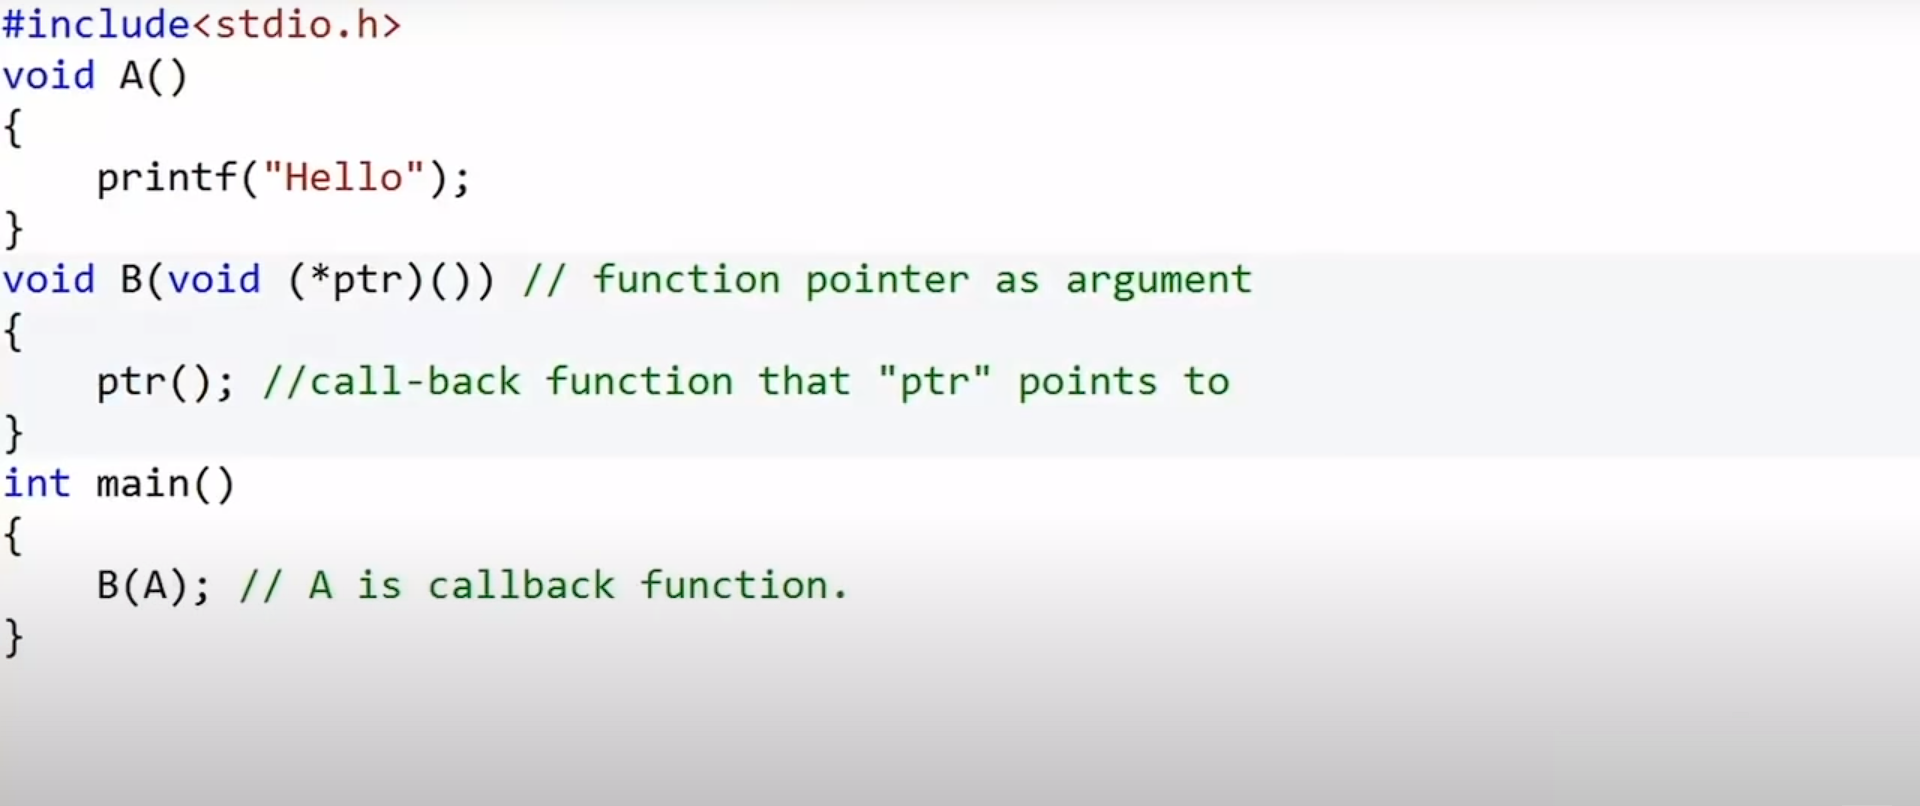 #include<stdio.h>
void A()
{
    printf("Hello");
}
void B(void (*ptr)()) // function pointer as argument
{
    ptr(); //call-back function that "ptr" points to
}
int main()
{
    B(A); // A is callback function.
}